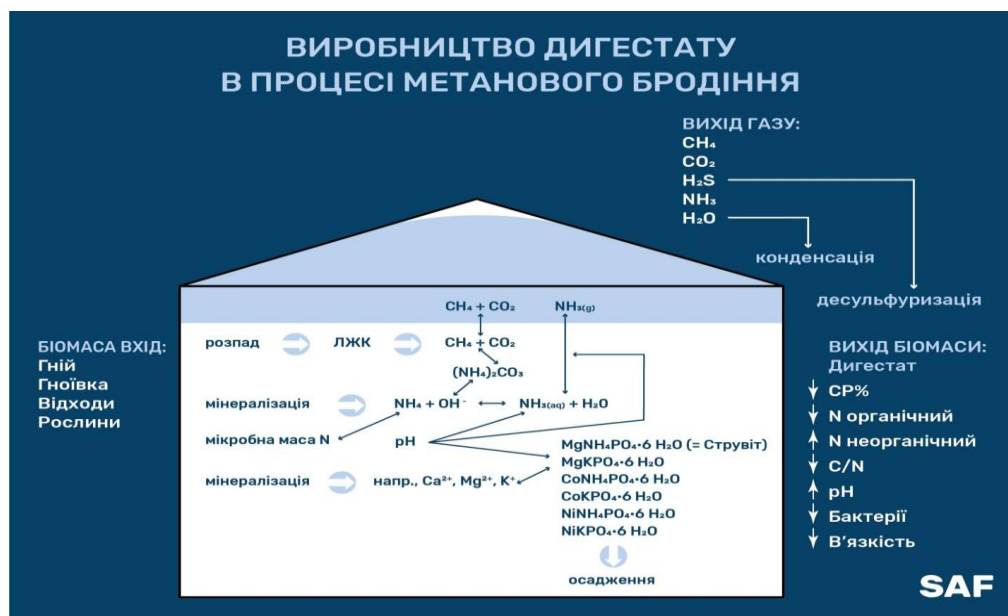 ВИРОБНИЦТВО ДИГЕСТАТУ
В ПРОЦЕСІ МЕТАНОВОГО БРОДІННЯ
ВИХІД ГАЗУ:
CH₄
CO₂
H₂S
NH₃
H₂O
конденсація
десульфуризація
БІОМАСА ВХІД:
Гній
Гноївка
Відходи
Рослини
CH₄ + CO₂
NH₃₍g₎
розпад
ЛЖК
CH₄ + CO₂
(NH₄)₂CO₃
мінералізація
NH₄ + OH⁻
NH₃₍aq₎ + H₂O
мікробна маса N
pH
мінералізація
напр., Ca²⁺, Mg²⁺, K⁺
MgNH₄PO₄•6 H₂O (= Струвіт)
MgKPO₄•6 H₂O
CoNH₄PO₄•6 H₂O
CoKPO₄•6 H₂O
NiNH₄PO₄•6 H₂O
NiKPO₄•6 H₂O
осадження
ВИХІД БІОМАСИ:
Дигестат
↓ СР%
↓ N органічний
↑ N неорганічний
↓ C/N
↑ pH
↓ Бактерії
↓ В'язкість
SAF